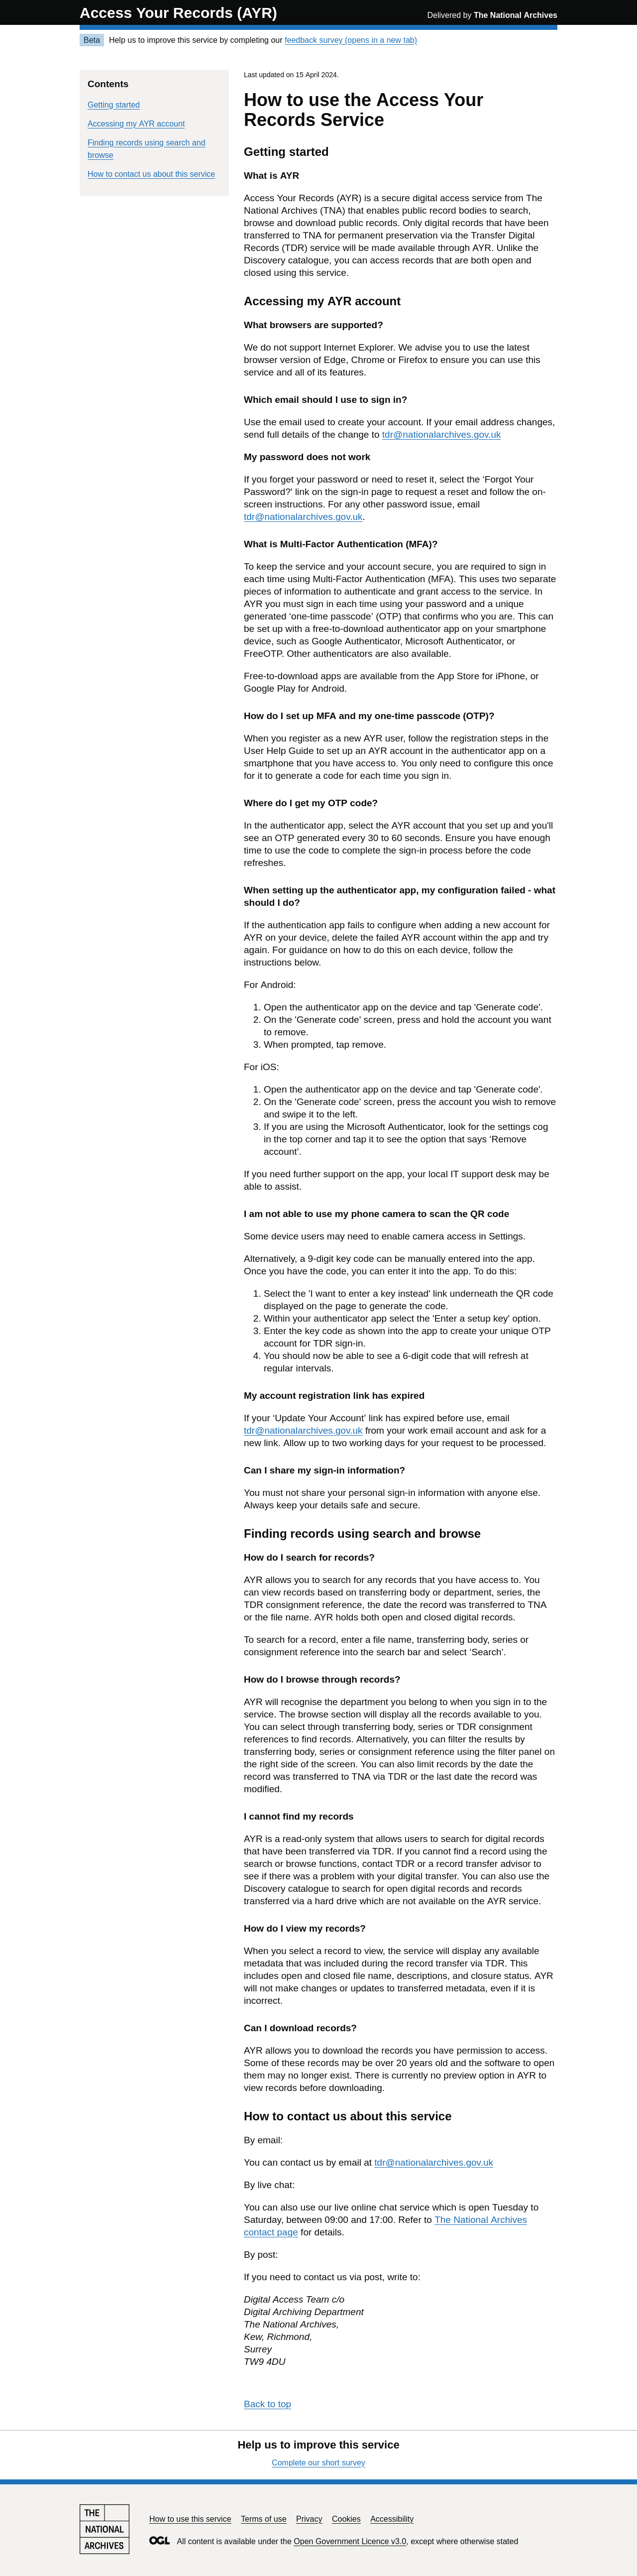 Access Your Records (AYR)
Delivered by The National Archives
Beta Help us to improve this service by completing our feedback survey (opens in a new tab)
Contents
Getting started
Accessing my AYR account
Finding records using search and
browse
How to contact us about this service
Last updated on 15 April 2024.
How to use the Access Your
Records Service
Getting started
What is AYR
Access Your Records (AYR) is a secure digital access service from The
National Archives (TNA) that enables public record bodies to search,
browse and download public records. Only digital records that have been
transferred to TNA for permanent preservation via the Transfer Digital
Records (TDR) service will be made available through AYR. Unlike the
Discovery catalogue, you can access records that are both open and
closed using this service.
Accessing my AYR account
What browsers are supported?
We do not support Internet Explorer. We advise you to use the latest
browser version of Edge, Chrome or Firefox to ensure you can use this
service and all of its features.
Which email should I use to sign in?
Use the email used to create your account. If your email address changes,
send full details of the change to tdr@nationalarchives.gov.uk
My password does not work
If you forget your password or need to reset it, select the ‘Forgot Your
Password?' link on the sign-in page to request a reset and follow the on-
screen instructions. For any other password issue, email
tdr@nationalarchives.gov.uk.
What is Multi-Factor Authentication (MFA)?
To keep the service and your account secure, you are required to sign in
each time using Multi-Factor Authentication (MFA). This uses two separate
pieces of information to authenticate and grant access to the service. In
AYR you must sign in each time using your password and a unique
generated ‘one-time passcode’ (OTP) that confirms who you are. This can
be set up with a free-to-download authenticator app on your smartphone
device, such as Google Authenticator, Microsoft Authenticator, or
FreeOTP. Other authenticators are also available.
Free-to-download apps are available from the App Store for iPhone, or
Google Play for Android.
How do I set up MFA and my one-time passcode (OTP)?
When you register as a new AYR user, follow the registration steps in the
User Help Guide to set up an AYR account in the authenticator app on a
smartphone that you have access to. You only need to configure this once
for it to generate a code for each time you sign in.
Where do I get my OTP code?
In the authenticator app, select the AYR account that you set up and you'll
see an OTP generated every 30 to 60 seconds. Ensure you have enough
time to use the code to complete the sign-in process before the code
refreshes.
When setting up the authenticator app, my configuration failed - what
should I do?
If the authentication app fails to configure when adding a new account for
AYR on your device, delete the failed AYR account within the app and try
again. For guidance on how to do this on each device, follow the
instructions below.
For Android:
1. Open the authenticator app on the device and tap 'Generate code'.
2. On the 'Generate code' screen, press and hold the account you want
to remove.
3. When prompted, tap remove.
For iOS:
1. Open the authenticator app on the device and tap 'Generate code'.
2. On the 'Generate code' screen, press the account you wish to remove
and swipe it to the left.
3. If you are using the Microsoft Authenticator, look for the settings cog
in the top corner and tap it to see the option that says ‘Remove
account’.
If you need further support on the app, your local IT support desk may be
able to assist.
I am not able to use my phone camera to scan the QR code
Some device users may need to enable camera access in Settings.
Alternatively, a 9-digit key code can be manually entered into the app.
Once you have the code, you can enter it into the app. To do this:
1. Select the 'I want to enter a key instead' link underneath the QR code
displayed on the page to generate the code.
2. Within your authenticator app select the 'Enter a setup key' option.
3. Enter the key code as shown into the app to create your unique OTP
account for TDR sign-in.
4. You should now be able to see a 6-digit code that will refresh at
regular intervals.
My account registration link has expired
If your ‘Update Your Account’ link has expired before use, email
tdr@nationalarchives.gov.uk from your work email account and ask for a
new link. Allow up to two working days for your request to be processed.
Can I share my sign-in information?
You must not share your personal sign-in information with anyone else.
Always keep your details safe and secure.
Finding records using search and browse
How do I search for records?
AYR allows you to search for any records that you have access to. You
can view records based on transferring body or department, series, the
TDR consignment reference, the date the record was transferred to TNA
or the file name. AYR holds both open and closed digital records.
To search for a record, enter a file name, transferring body, series or
consignment reference into the search bar and select ‘Search’.
How do I browse through records?
AYR will recognise the department you belong to when you sign in to the
service. The browse section will display all the records available to you.
You can select through transferring body, series or TDR consignment
references to find records. Alternatively, you can filter the results by
transferring body, series or consignment reference using the filter panel on
the right side of the screen. You can also limit records by the date the
record was transferred to TNA via TDR or the last date the record was
modified.
I cannot find my records
AYR is a read-only system that allows users to search for digital records
that have been transferred via TDR. If you cannot find a record using the
search or browse functions, contact TDR or a record transfer advisor to
see if there was a problem with your digital transfer. You can also use the
Discovery catalogue to search for open digital records and records
transferred via a hard drive which are not available on the AYR service.
How do I view my records?
When you select a record to view, the service will display any available
metadata that was included during the record transfer via TDR. This
includes open and closed file name, descriptions, and closure status. AYR
will not make changes or updates to transferred metadata, even if it is
incorrect.
Can I download records?
AYR allows you to download the records you have permission to access.
Some of these records may be over 20 years old and the software to open
them may no longer exist. There is currently no preview option in AYR to
view records before downloading.
How to contact us about this service
By email:
You can contact us by email at tdr@nationalarchives.gov.uk
By live chat:
You can also use our live online chat service which is open Tuesday to
Saturday, between 09:00 and 17:00. Refer to The National Archives
contact page for details.
By post:
If you need to contact us via post, write to:
Digital Access Team c/o
Digital Archiving Department
The National Archives,
Kew, Richmond,
Surrey
TW9 4DU
Back to top
Help us to improve this service
Complete our short survey
THE
NATIONAL
ARCHIVES
How to use this service Terms of use Privacy Cookies Accessibility
OGL All content is available under the Open Government Licence v3.0, except where otherwise stated